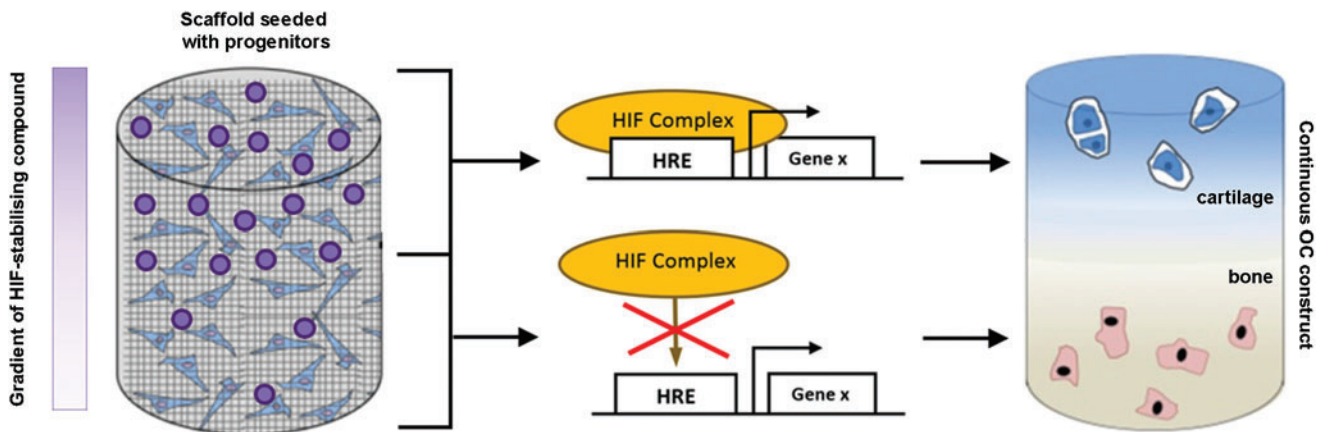 Gradient of HIF-stabilising compound
Scaffold seeded
with progenitors
HIF Complex
HRE
Gene x
HIF Complex
HRE
Gene x
cartilage
bone
Continuous OC construct